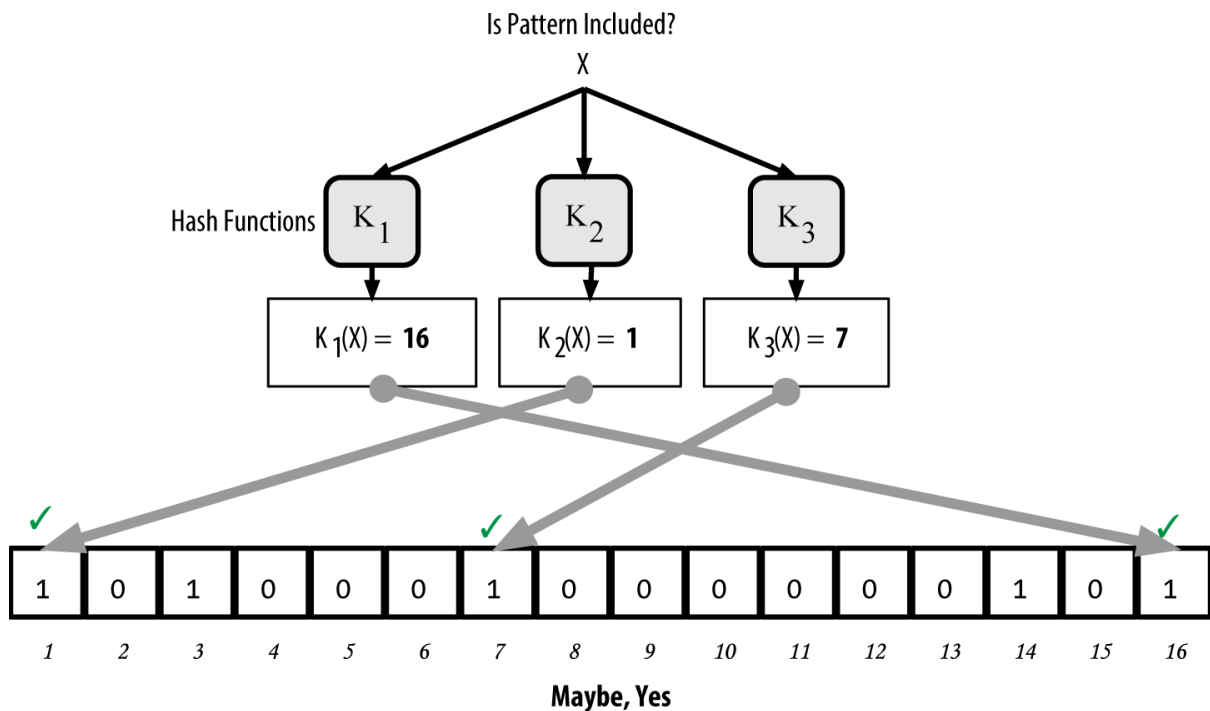 Is Pattern Included?
X
Hash Functions
K1
K2
K3
K1(X) = 16
K2(X) = 1
K3(X) = 7
1 0 1 0 0 0 1 0 0 0 0 0 0 1 0 1
1 2 3 4 5 6 7 8 9 10 11 12 13 14 15 16
Maybe, Yes